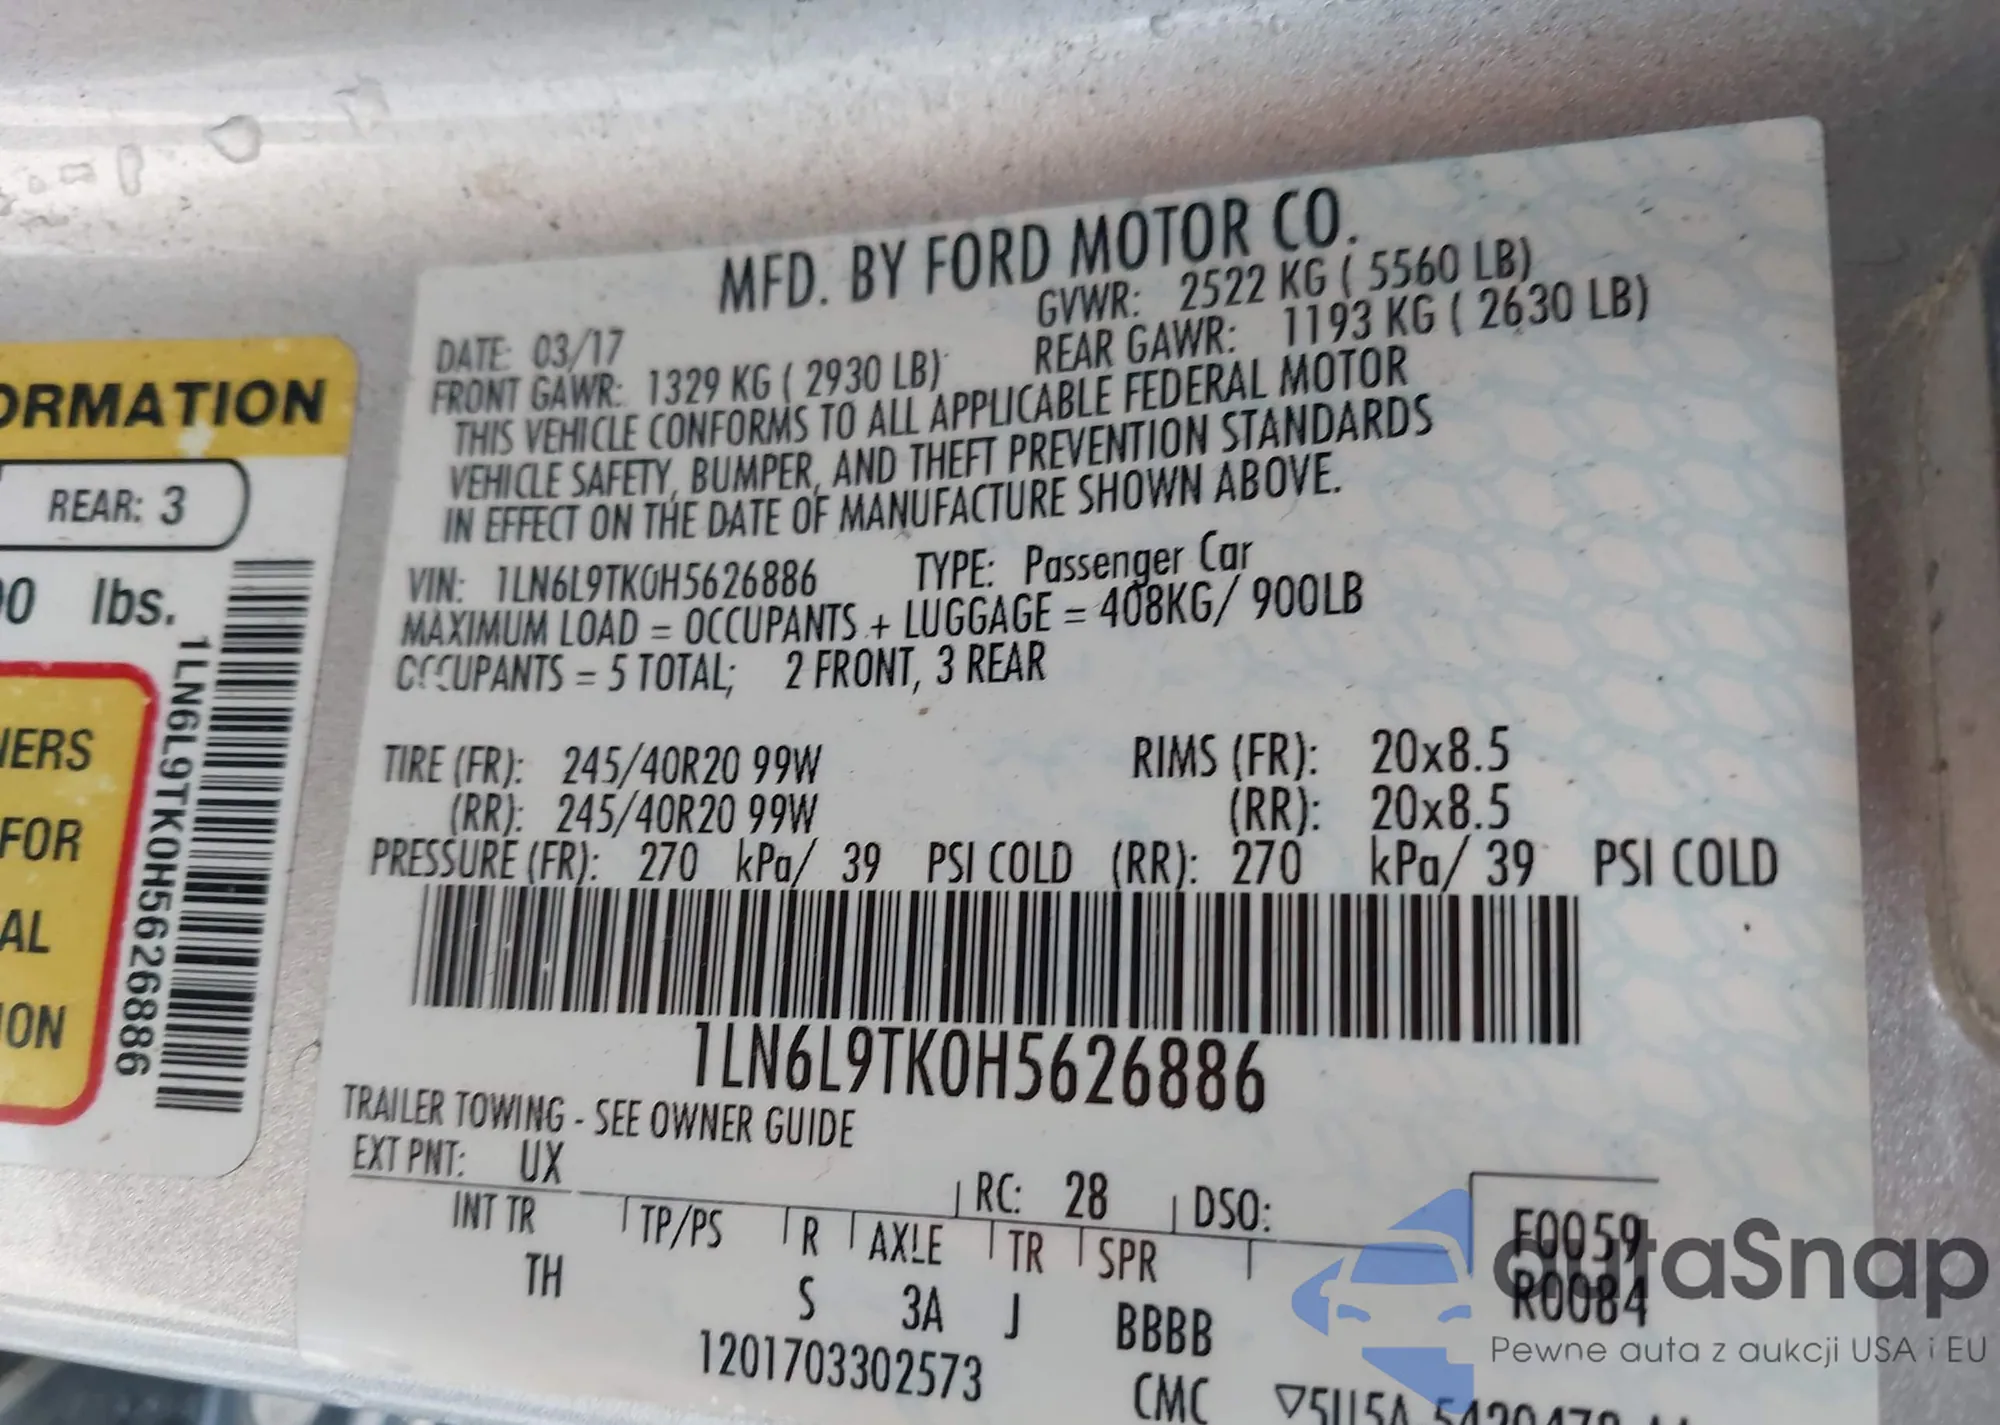 ORMATION
REAR: 3
lbs.
FOR
1LN6L9TK0H5626886
MFD. BY FORD MOTOR CO.
DATE: 03/17
GVWR: 2522 KG ( 5560 LB)
FRONT GAWR: 1329 KG ( 2930 LB)
REAR GAWR: 1193 KG ( 2630 LB)
THIS VEHICLE CONFORMS TO ALL APPLICABLE FEDERAL MOTOR
VEHICLE SAFETY, BUMPER, AND THEFT PREVENTION STANDARDS
IN EFFECT ON THE DATE OF MANUFACTURE SHOWN ABOVE.
VIN: 1LN6L9TK0H5626886 TYPE: Passenger Car
MAXIMUM LOAD = OCCUPANTS + LUGGAGE = 408KG/ 900LB
OCCUPANTS = 5 TOTAL; 2 FRONT, 3 REAR
TIRE (FR): 245/40R20 99W RIMS (FR): 20x8.5
(RR): 245/40R20 99W (RR): 20x8.5
PRESSURE (FR): 270 kPa/ 39 PSI COLD (RR): 270 kPa/ 39 PSI COLD
1LN6L9TK0H5626886
TRAILER TOWING - SEE OWNER GUIDE
EXT PNT: UX RC: 28 DSO:
INT TR TP/PS R AXLE TR SPR
TH S 3A J BBBB
F0059
R0084
1201703302573
CMC
autaSnap
Pewne auta z aukcji USA i EU